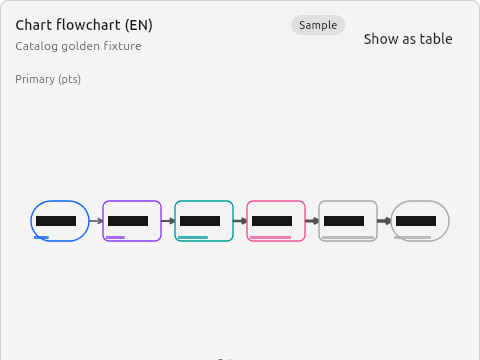 Chart flowchart (EN)
Sample
Show as table
Catalog golden fixture
Primary (pts)